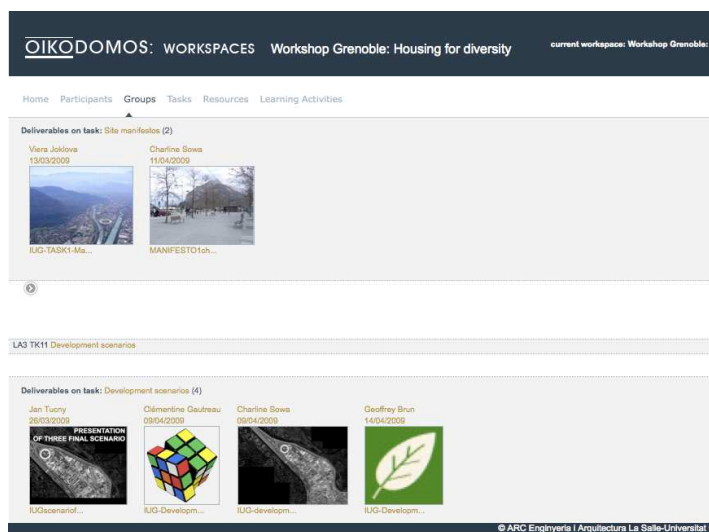 OIKODOMOS: WORKSPACES Workshop Grenoble: Housing for diversity current workspace: Workshop Grenoble:
Home Participants Groups Tasks Resources Learning Activities
Deliverables on task: Site manifestos (2)
Viera Joklova Charline Sowa
13/03/2009 11/04/2009
IUG-TASK1-Ma... MANIFESTO1ch...
LA3 TK11 Development scenarios
Deliverables on task: Development scenarios (4)
Jan Tucny Clémentine Gautreau Charline Sowa Geoffrey Brun
26/03/2009 09/04/2009 09/04/2009 14/04/2009
PRESENTATION
OF THREE FINAL SCENARIO
IUGscenariof... IUG-Developm... IUG-developm... IUG-Developm...
© ARC Enginyeria i Arquitectura La Salle-Universitat